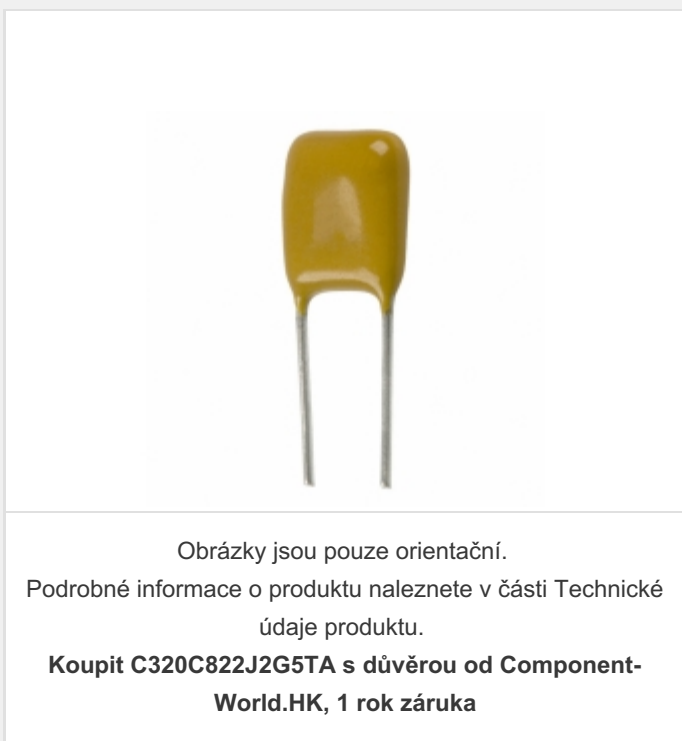 Obrázky jsou pouze orientační.
Podrobné informace o produktu naleznete v části Technické
údaje produktu.
Koupit C320C822J2G5TA s důvěrou od Component-
World.HK, 1 rok záruka